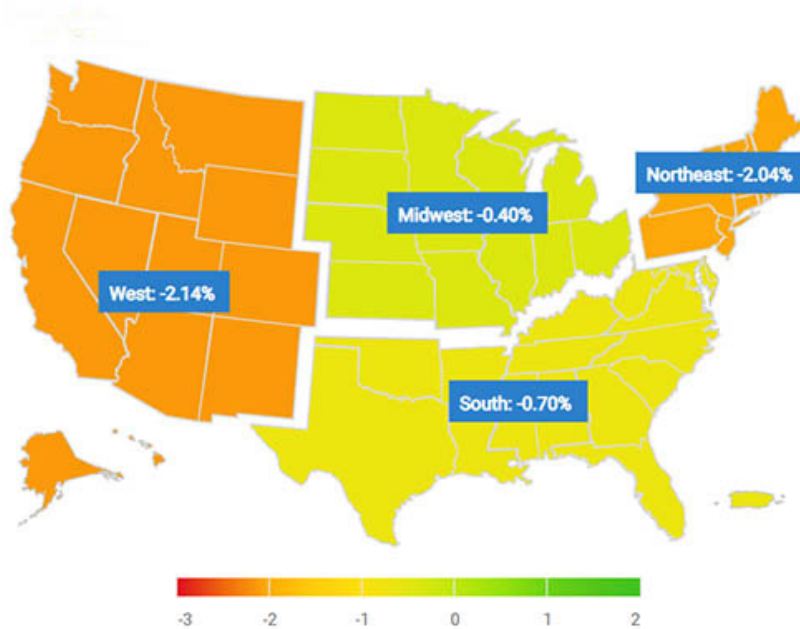 Northeast: -2.04%
Midwest: -0.40%
West: -2.14%
South: -0.70%
-3 -2 -1 0 1 2